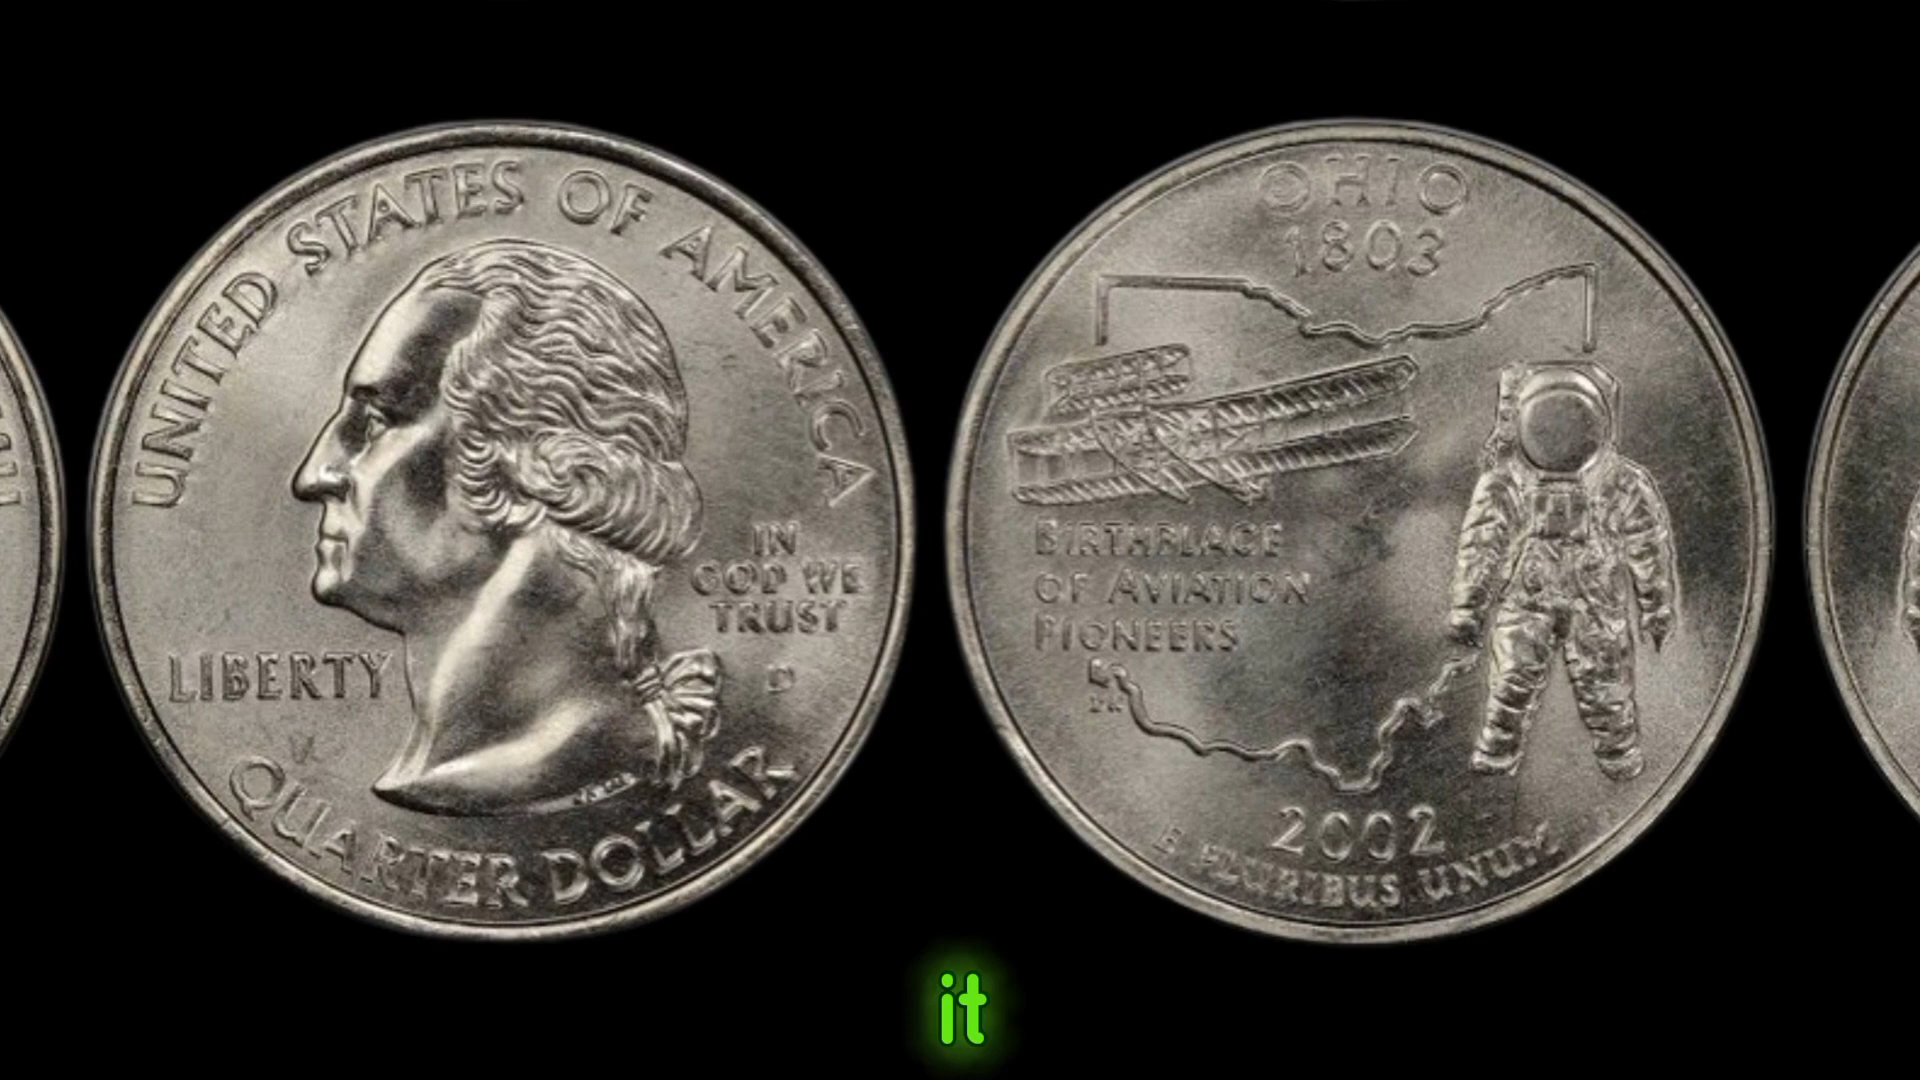 UNITED STATES OF AMERICA
IN
GOD WE
TRUST
LIBERTY
D
QUARTER DOLLAR
OHIO
1803
BIRTHPLACE
OF AVIATION
PIONEERS
2002
E PLURIBUS UNUM
it